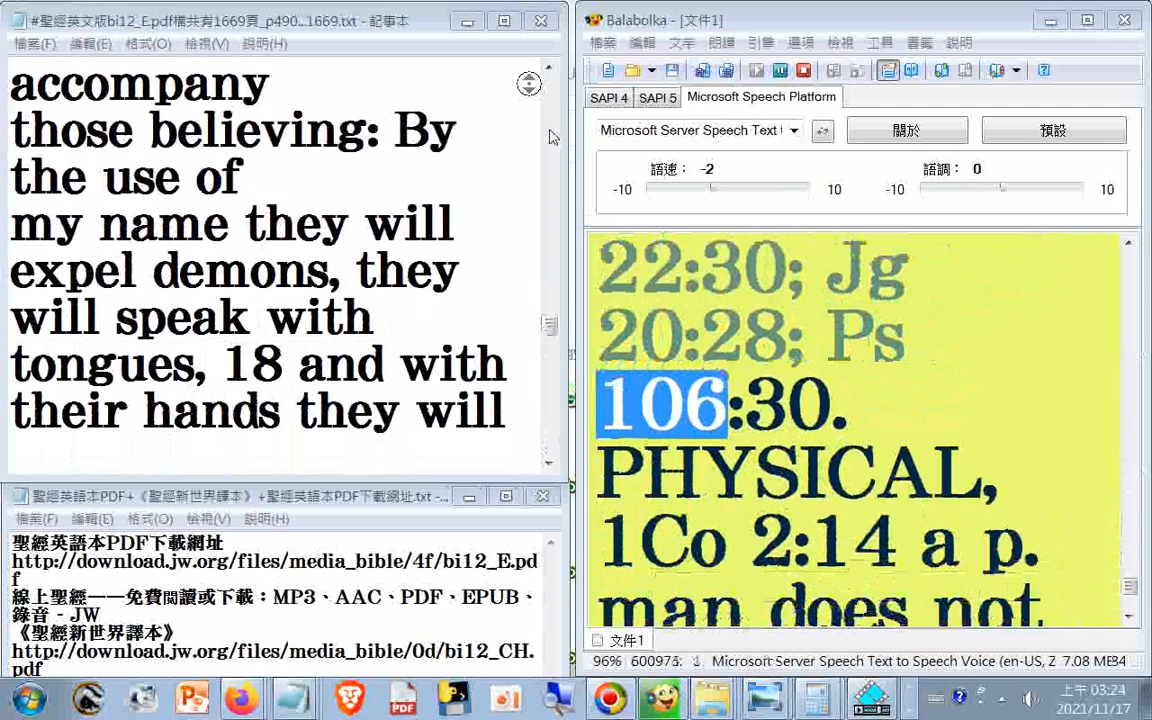 #聖經英文版bi12_E.pdf檔共有1669頁_p490...1669.txt - 記事本
檔案(F) 編輯(E) 格式(O) 檢視(V) 說明(H)
accompany
those believing: By
the use of
my name they will
expel demons, they
will speak with
tongues, 18 and with
their hands they will
聖經英語本PDF+《聖經新世界譯本》+聖經英語本PDF下載網址.txt - ...
檔案(F) 編輯(E) 格式(O) 檢視(V) 說明(H)
聖經英語本PDF下載網址
http://download.jw.org/files/media_bible/4f/bi12_E.pd
f
線上聖經——免費閱讀或下載：MP3、AAC、PDF、EPUB、
錄音 - JW
《聖經新世界譯本》
http://download.jw.org/files/media_bible/0d/bi12_CH.
pdf
Balabolka - [文件1]
檔案 編輯 文字 朗讀 引擎 選項 檢視 工具 書籤 說明
SAPI 4 SAPI 5 Microsoft Speech Platform
Microsoft Server Speech Text 關於 預設
語速： -2 語調： 0
-10 10 -10 10
22:30; Jg
20:28; Ps
106:30.
PHYSICAL,
1Co 2:14 a p.
man does not
文件1
96% Microsoft Server Speech Text to Speech Voice (en-US, Z 7.08 MB
上午 03:24
2021/11/17